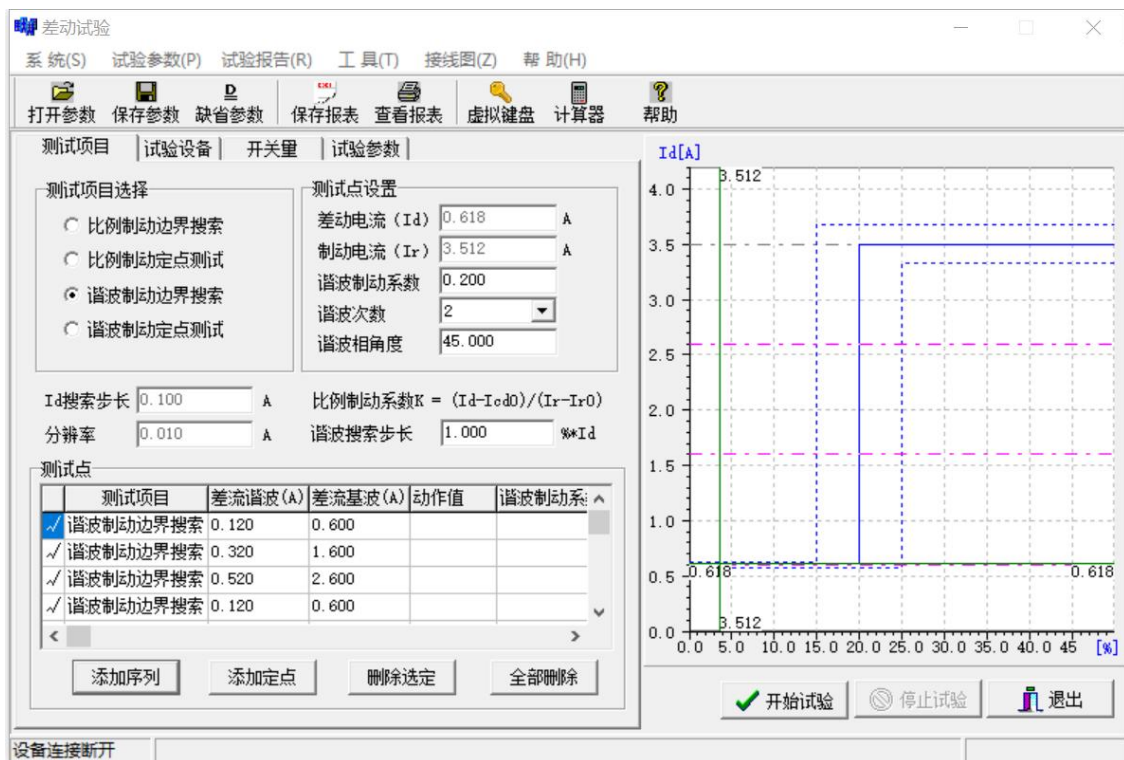 差动试验
系 统(S) 试验参数(P) 试验报告(R) 工 具(T) 接线图(Z) 帮 助(H)
打开参数 保存参数 缺省参数 保存报表 查看报表 虚拟键盘 计算器 帮助
测试项目 试验设备 开关量 试验参数
测试项目选择
比例制动边界搜索
比例制动定点测试
谐波制动边界搜索
谐波制动定点测试
测试点设置
差动电流(Id) 0.618 A
制动电流(Ir) 3.512 A
谐波制动系数 0.200
谐波次数 2
谐波相角度 45.000
Id搜索步长 0.100 A 比例制动系数K = (Id-Icd0)/(Ir-Ir0)
分辨率 0.010 A 谐波搜索步长 1.000 %*Id
测试点
测试项目 差流谐波(A) 差流基波(A) 动作值 谐波制动系
谐波制动边界搜索 0.120 0.600
谐波制动边界搜索 0.320 1.600
谐波制动边界搜索 0.520 2.600
谐波制动边界搜索 0.120 0.600
添加序列 添加定点 删除选定 全部删除
Id[A]
3.512
4.0
3.5
3.0
2.5
2.0
1.5
1.0
0.618 0.618
0.5
3.512
0.0
0.0 5.0 10.0 15.0 20.0 25.0 30.0 35.0 40.0 45 [%]
开始试验 停止试验 退出
设备连接断开